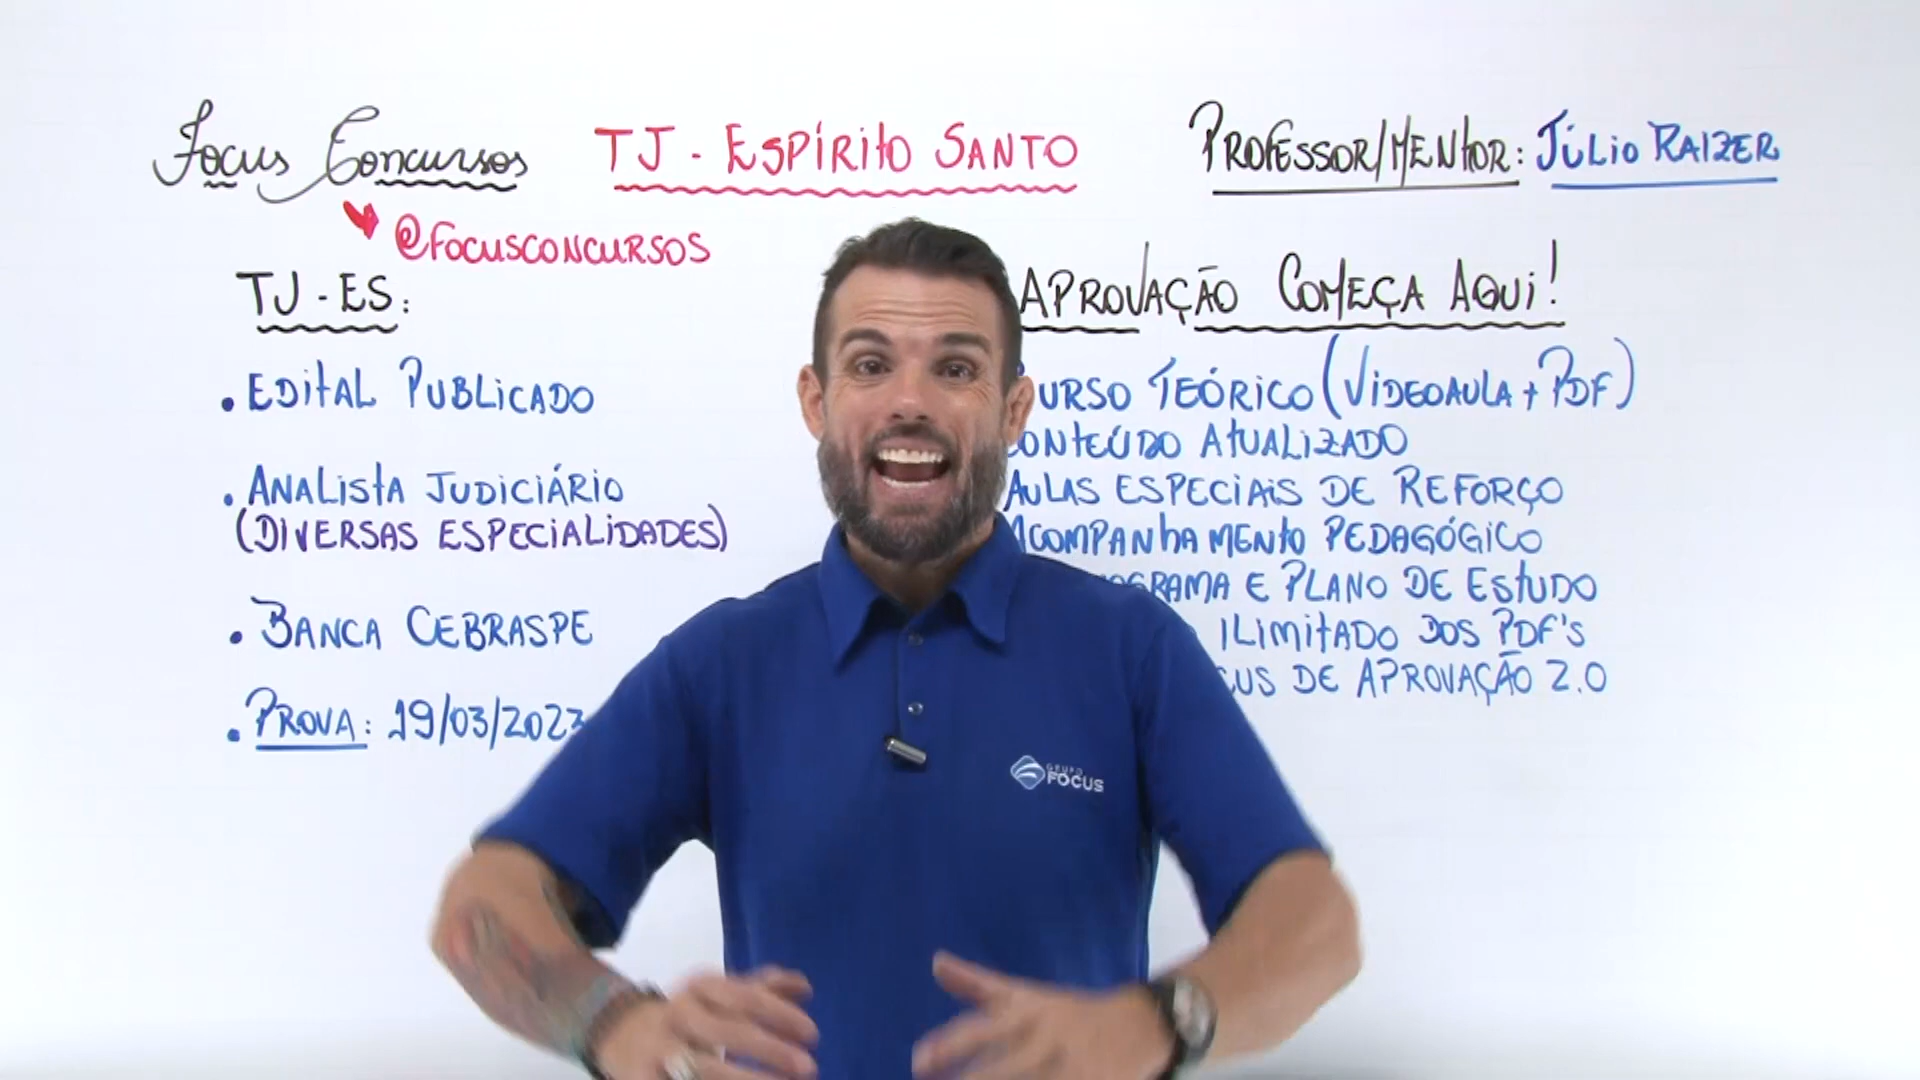 Focus Concursos
TJ - ESPÍRITO SANTO
PROFESSOR/MENTOR: JÚLIO RAIZER
@FOCUSCONCURSOS
TJ - ES:
• EDITAL PUBLICADO
• ANALISTA JUDICIÁRIO
(DIVERSAS ESPECIALIDADES)
• BANCA CEBRASPE
• PROVA: 19/03/2023
APROVAÇÃO COMEÇA AQUI!
URSO TEÓRICO (VIDEOAULA + PDF)
ONTEÚDO ATUALIZADO
AULAS ESPECIAIS DE REFORÇO
ACOMPANHAMENTO PEDAGÓGICO
OGRAMA E PLANO DE ESTUDO
ILIMITADO DOS PDF'S
CUS DE APROVAÇÃO 2.0
GRUPO
FOCUS